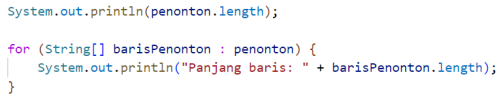 System.out.println(penonton.length);
for (String[] barisPenonton : penonton) {
System.out.println("Panjang baris: " + barisPenonton.length);
}